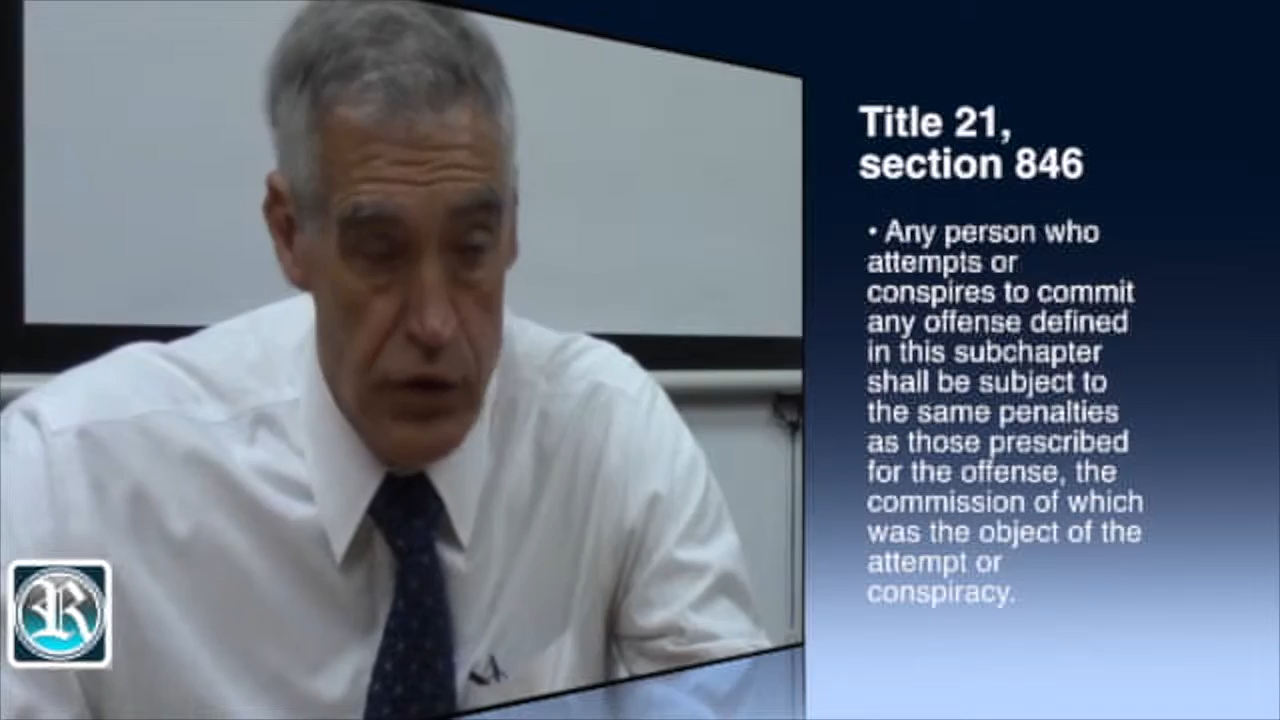 Title 21,
section 846
• Any person who
attempts or
conspires to commit
any offense defined
in this subchapter
shall be subject to
the same penalties
as those prescribed
for the offense, the
commission of which
was the object of the
attempt or
conspiracy.
R